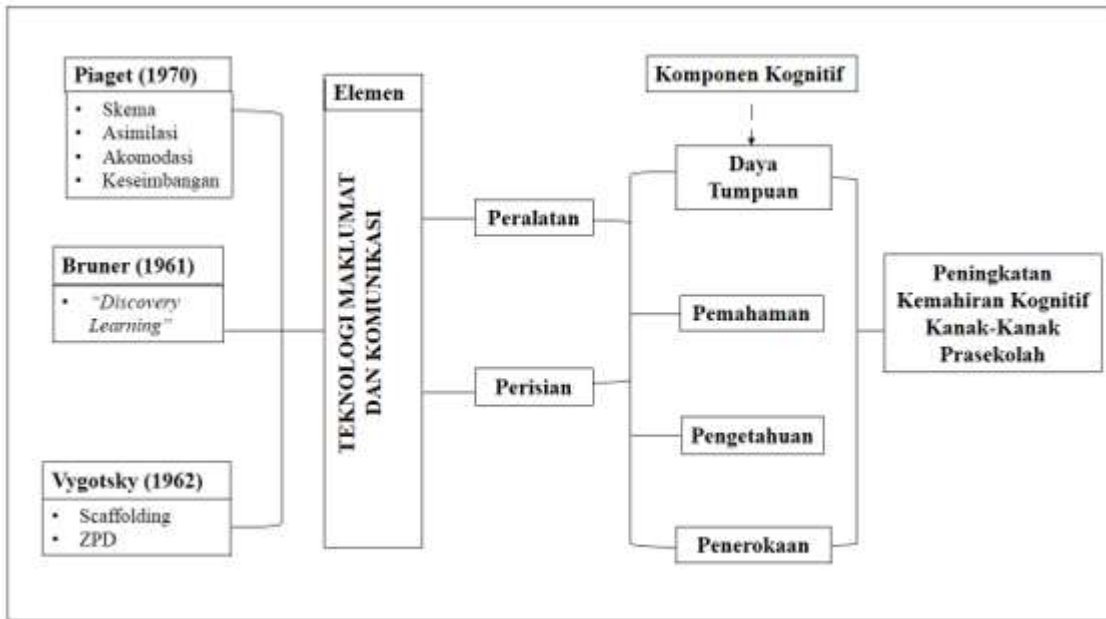 Piaget (1970)
• Skema
• Asimilasi
• Akomodasi
• Keseimbangan
Bruner (1961)
• “Discovery
Learning”
Vygotsky (1962)
• Scaffolding
• ZPD
Elemen
TEKNOLOGI MAKLUMAT
DAN KOMUNIKASI
Peralatan
Perisian
Komponen Kognitif
Daya
Tumpuan
Pemahaman
Pengetahuan
Penerokaan
Peningkatan
Kemahiran Kognitif
Kanak-Kanak
Prasekolah